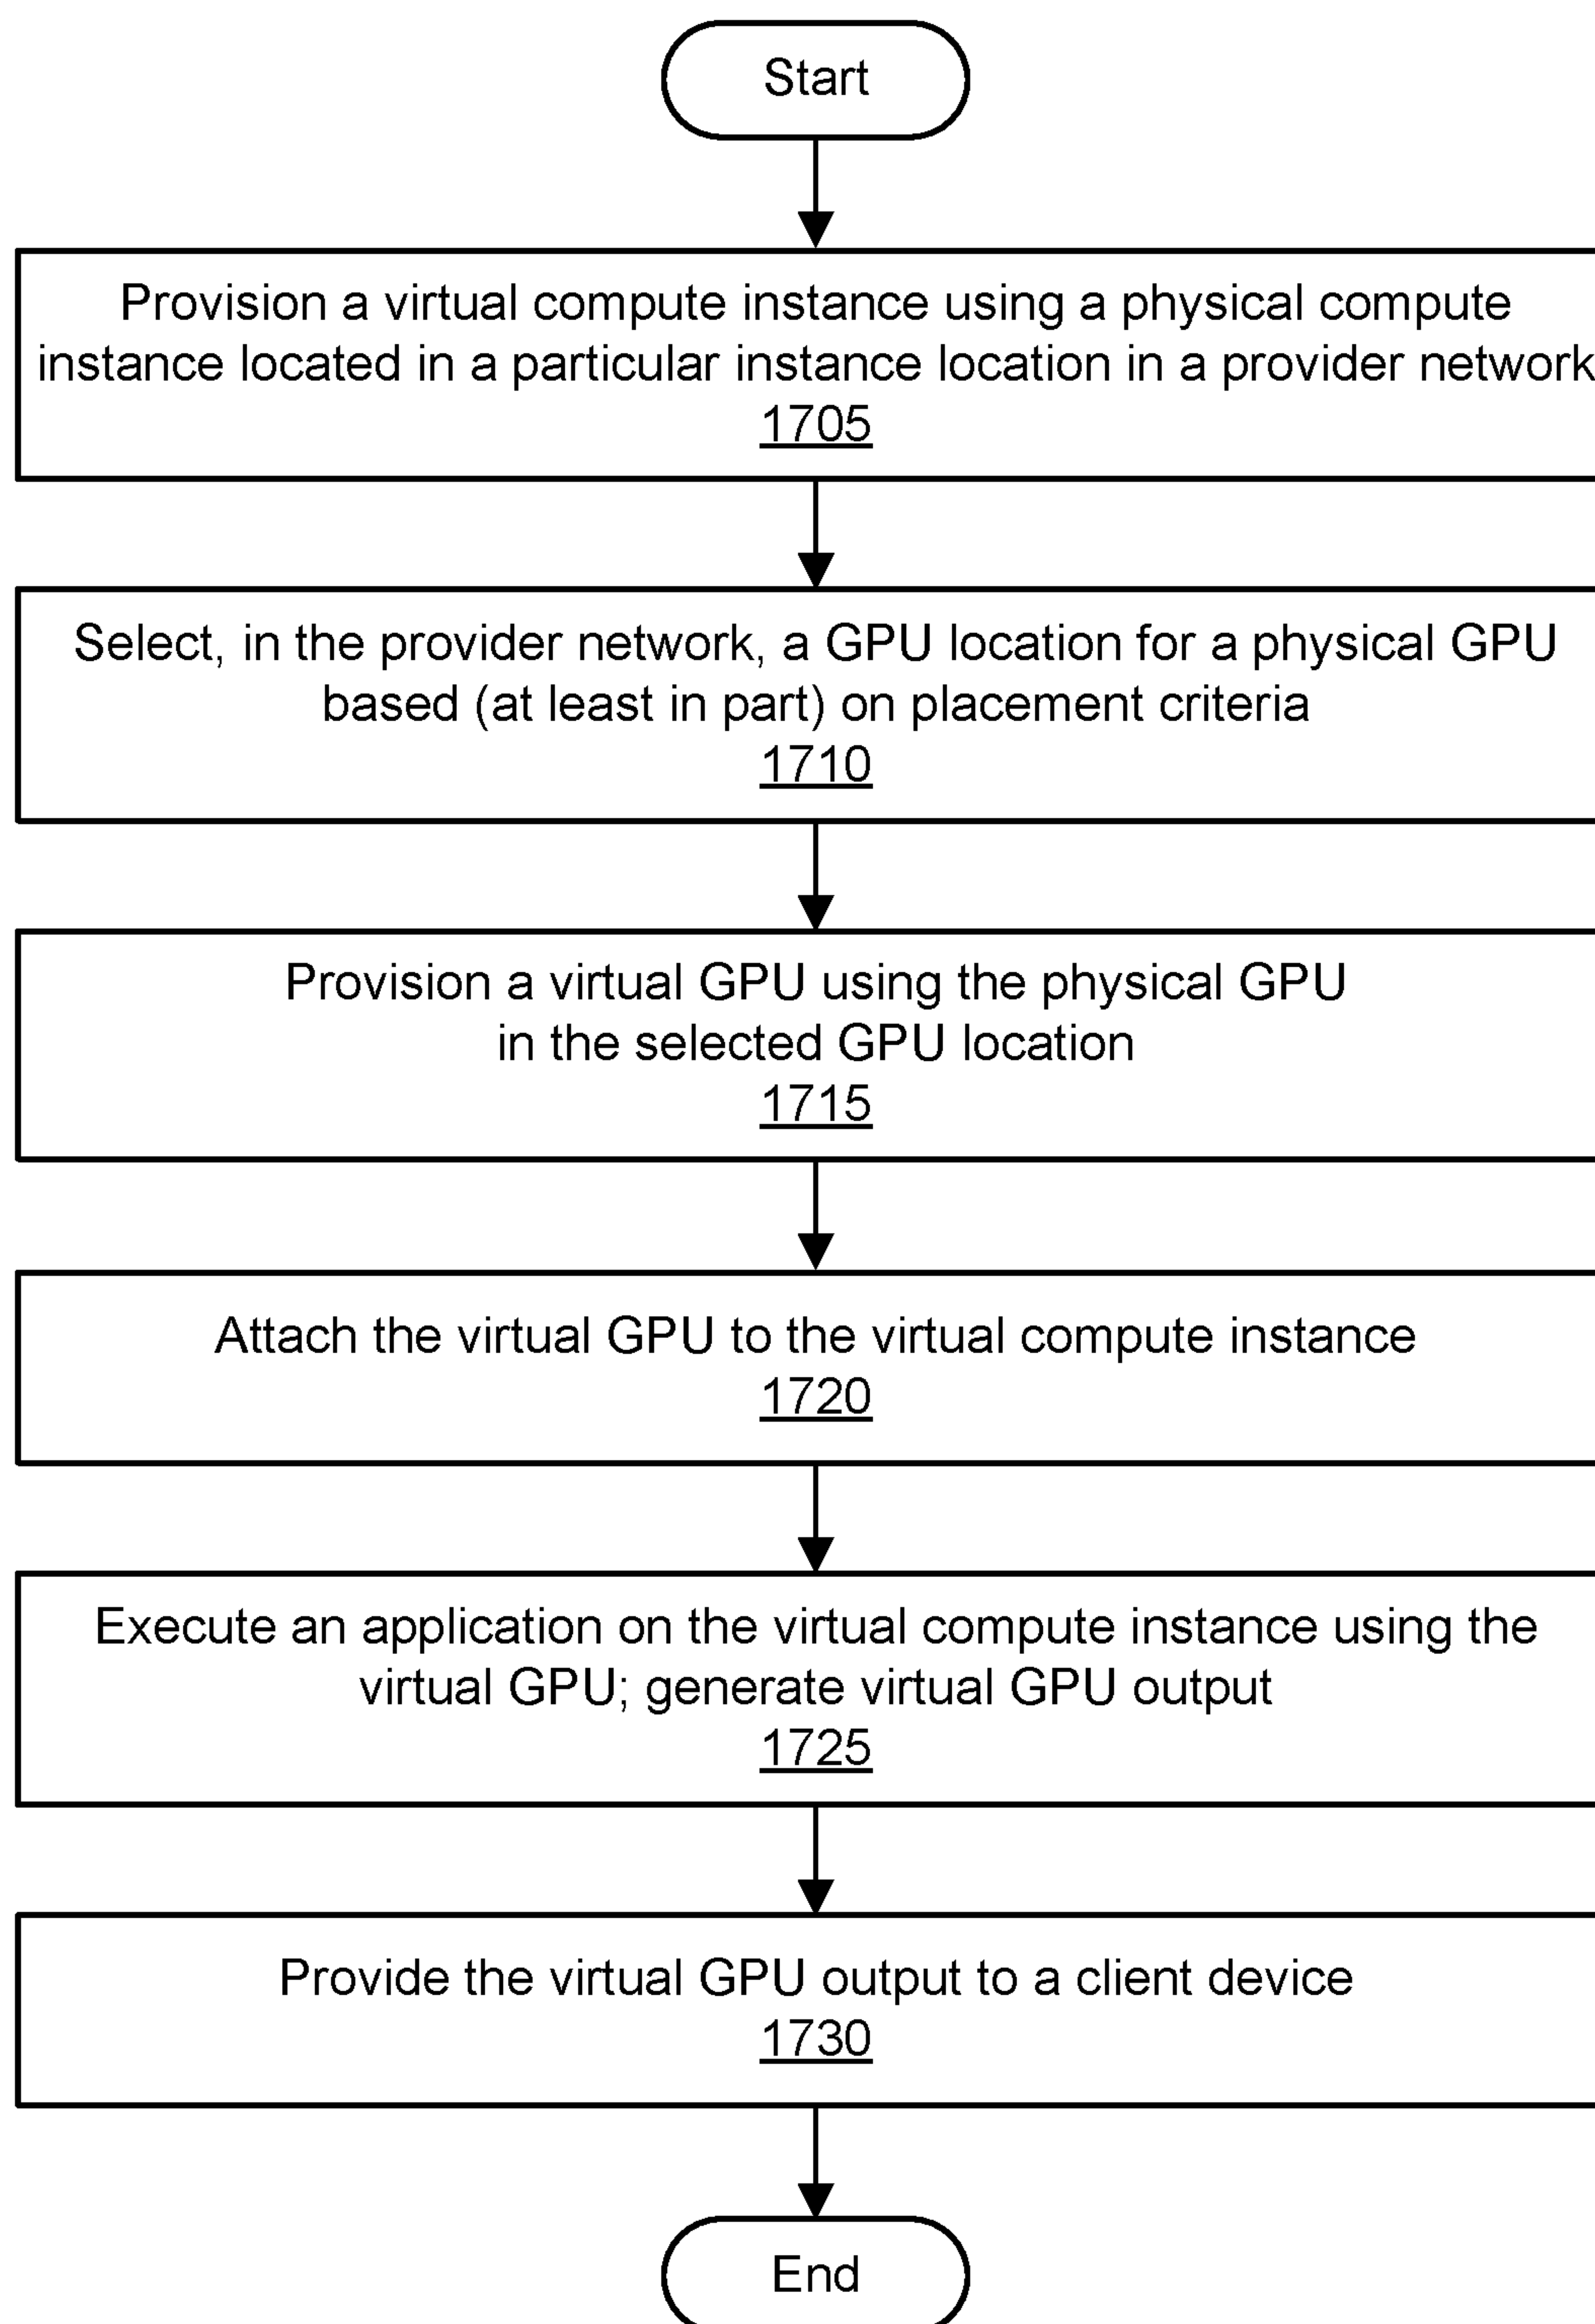 Start
Provision a virtual compute instance using a physical compute
instance located in a particular instance location in a provider network
1705
Select, in the provider network, a GPU location for a physical GPU
based (at least in part) on placement criteria
1710
Provision a virtual GPU using the physical GPU
in the selected GPU location
1715
Attach the virtual GPU to the virtual compute instance
1720
Execute an application on the virtual compute instance using the
virtual GPU; generate virtual GPU output
1725
Provide the virtual GPU output to a client device
1730
End